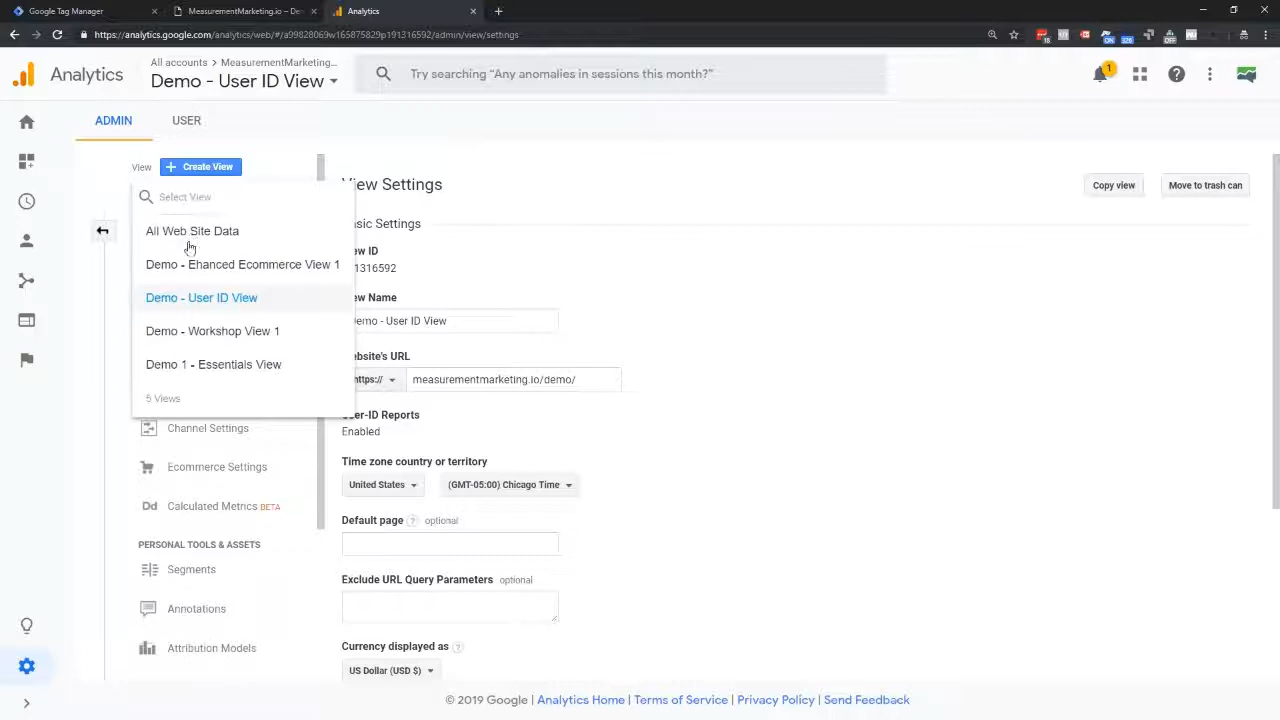 Google Tag Manager
MeasurementMarketing.io – De
Analytics
https://analytics.google.com/analytics/web/#/a99828069w165875829p191316592/admin/view/settings
Analytics
All accounts > MeasurementMarketing...
Demo - User ID View
Try searching “Any anomalies in sessions this month?”
1
ADMIN
USER
View
Create View
Select View
All Web Site Data
Demo - Ehanced Ecommerce View 1
Demo - User ID View
Demo - Workshop View 1
Demo 1 - Essentials View
5 Views
Channel Settings
Ecommerce Settings
Dd
Calculated Metrics BETA
PERSONAL TOOLS & ASSETS
Segments
Annotations
Attribution Models
View Settings
Copy view
Move to trash can
Settings
ID
1316592
Name
Demo - User ID View
URL
https://
measurementmarketing.io/demo/
Reports
Enabled
Time zone country or territory
United States
(GMT-05:00) Chicago Time
Default page ? optional
Exclude URL Query Parameters optional
Currency displayed as ?
US Dollar (USD $)
© 2019 Google | Analytics Home | Terms of Service | Privacy Policy | Send Feedback